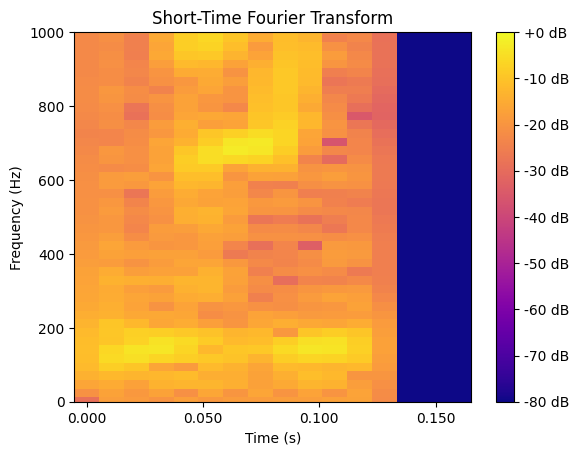 Short-Time Fourier Transform
1000
800
600
400
200
0
Frequency (Hz)
0.000
0.050
0.100
0.150
Time (s)
+0 dB
-10 dB
-20 dB
-30 dB
-40 dB
-50 dB
-60 dB
-70 dB
-80 dB